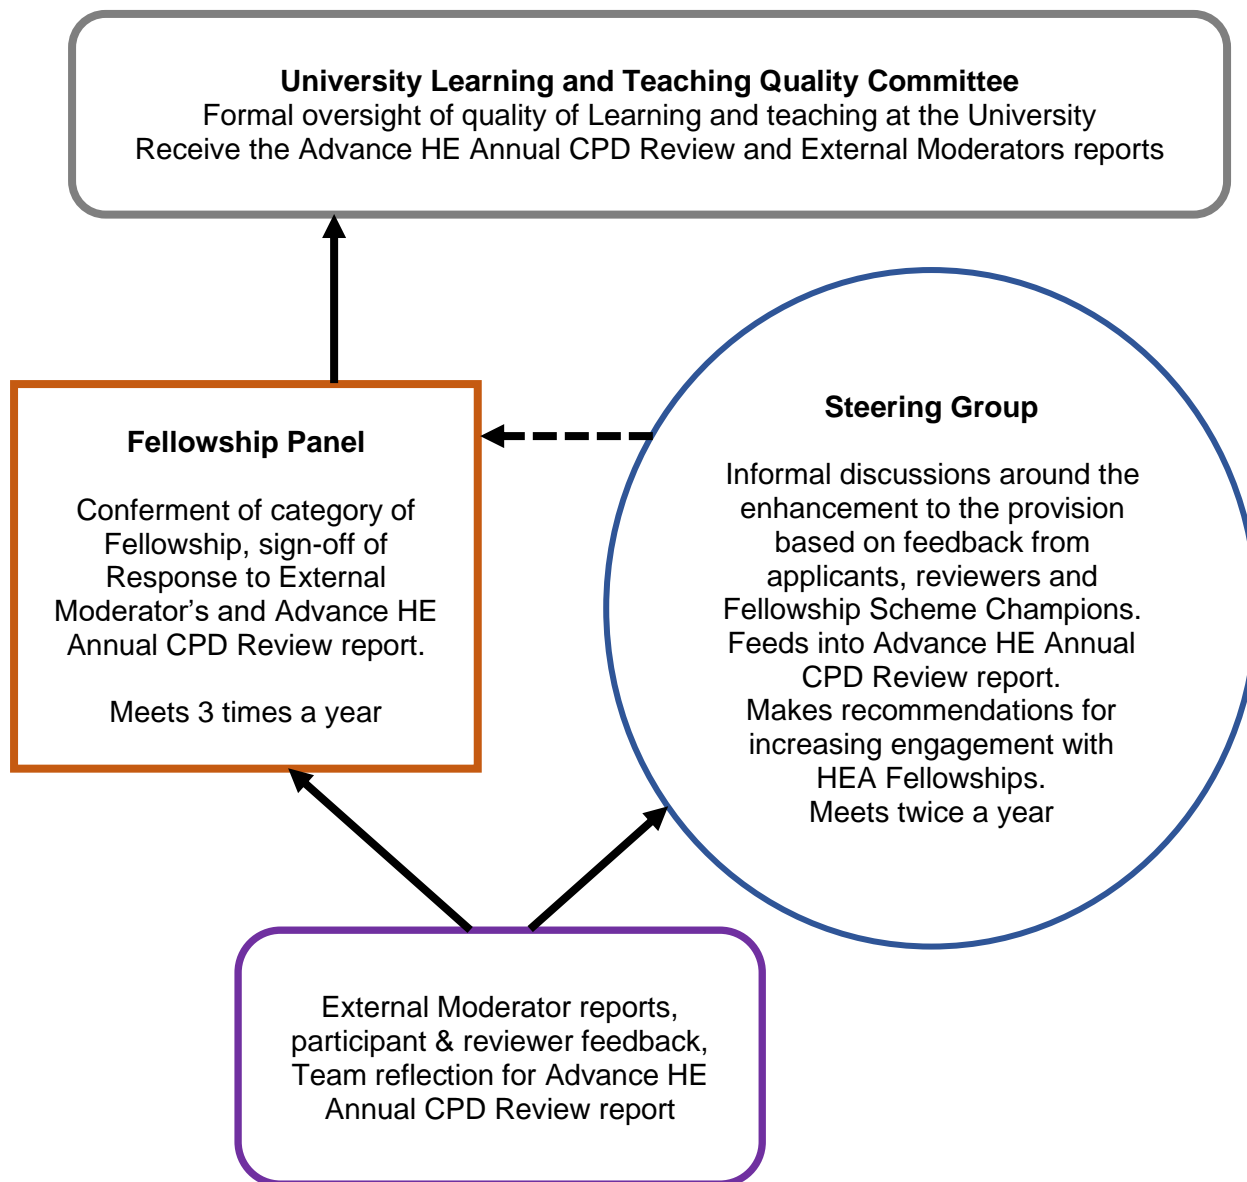 University Learning and Teaching Quality Committee
Formal oversight of quality of Learning and teaching at the University
Receive the Advance HE Annual CPD Review and External Moderators reports
Fellowship Panel
Conferment of category of
Fellowship, sign-off of
Response to External
Moderator’s and Advance HE
Annual CPD Review report.
Meets 3 times a year
Steering Group
Informal discussions around the
enhancement to the provision
based on feedback from
applicants, reviewers and
Fellowship Scheme Champions.
Feeds into Advance HE Annual
CPD Review report.
Makes recommendations for
increasing engagement with
HEA Fellowships.
Meets twice a year
External Moderator reports,
participant & reviewer feedback,
Team reflection for Advance HE
Annual CPD Review report